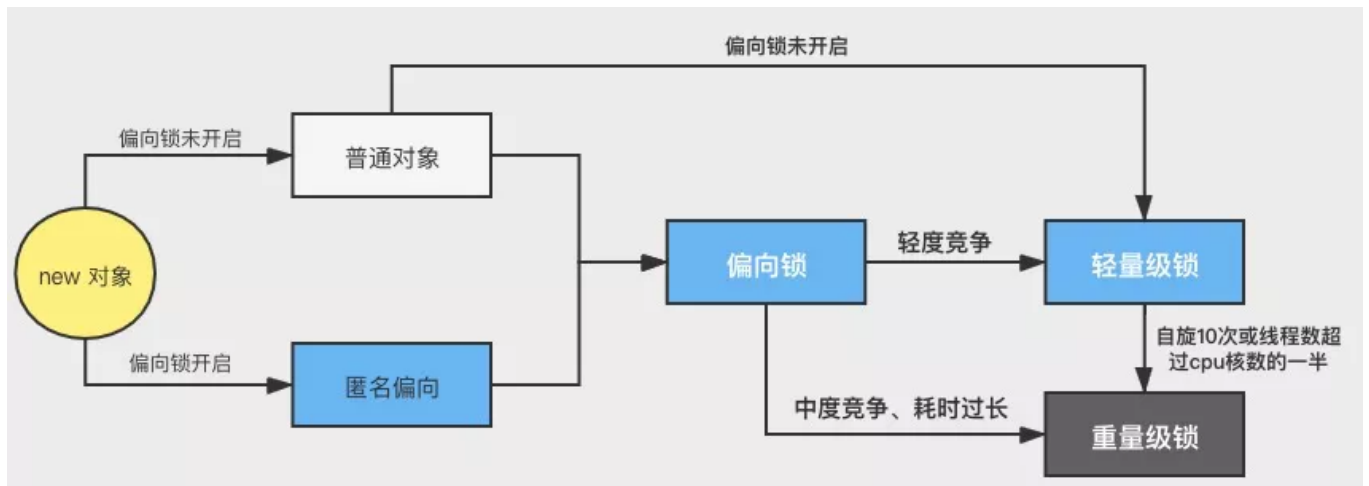 偏向锁未开启
偏向锁未开启
普通对象
new 对象
偏向锁
轻度竞争
轻量级锁
偏向锁开启
匿名偏向
自旋10次或线程数超
过cpu核数的一半
中度竞争、耗时过长
重量级锁